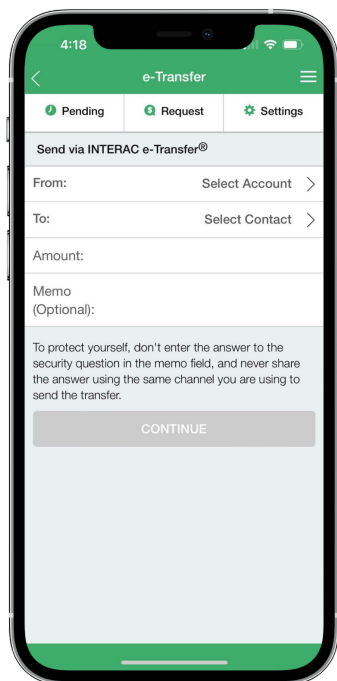 4:18
e-Transfer
Pending
Request
Settings
Send via INTERAC e-Transfer®
From: Select Account
To: Select Contact
Amount:
Memo
(Optional):
To protect yourself, don't enter the answer to the
security question in the memo field, and never share
the answer using the same channel you are using to
send the transfer.
CONTINUE